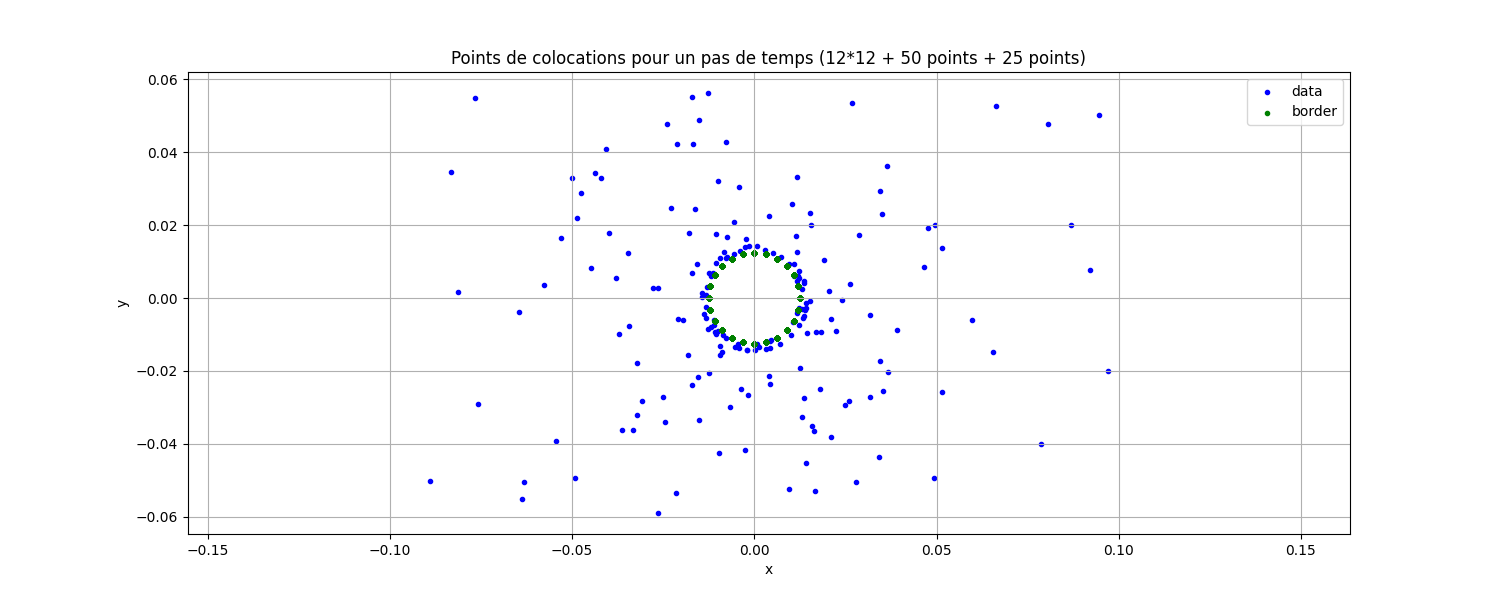 Points de colocations pour un pas de temps (12*12 + 50 points + 25 points)
data
border
0.06
0.04
0.02
0.00
−0.02
−0.04
−0.06
y
−0.15
−0.10
−0.05
0.00
0.05
0.10
0.15
x